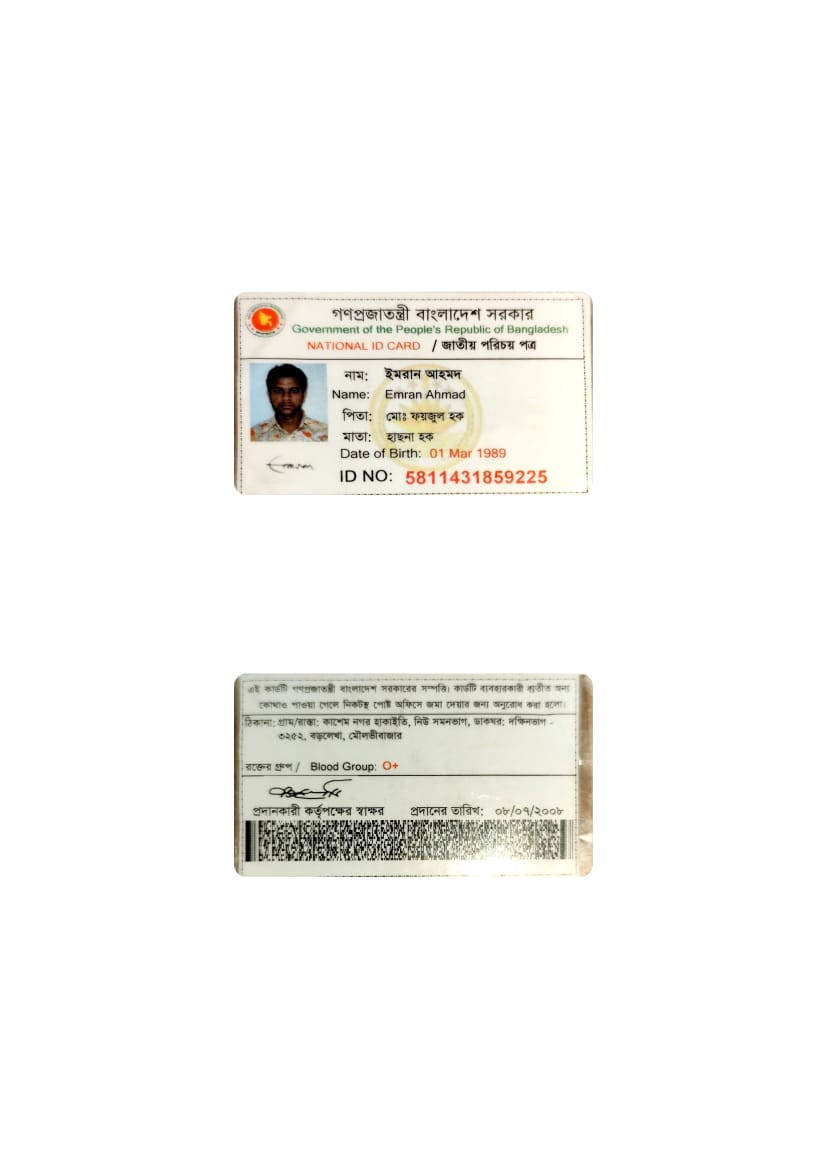 গণপ্রজাতন্ত্রী বাংলাদেশ সরকার
Government of the People's Republic of Bangladesh
NATIONAL ID CARD / জাতীয় পরিচয় পত্র
নাম: ইমরান আহমদ
Name: Emran Ahmad
পিতা: মোঃ ফয়জুল হক
মাতা: হাছনা হক
Date of Birth: 01 Mar 1989
ID NO: 5811431859225
এই কার্ডটি গণপ্রজাতন্ত্রী বাংলাদেশ সরকারের সম্পত্তি। কার্ডটি ব্যবহারকারী ব্যতীত অন্য
কোথাও পাওয়া গেলে নিকটস্থ পোষ্ট অফিসে জমা দেয়ার জন্য অনুরোধ করা হলো।
ঠিকানা: গ্রাম/রাস্তা: কাশেম নগর হাকাইতি, নিউ সমনভাগ, ডাকঘর: দক্ষিনভাগ -
৩২৫২, বড়লেখা, মৌলভীবাজার
রক্তের গ্রুপ / Blood Group: O+
প্রদানকারী কর্তৃপক্ষের স্বাক্ষর প্রদানের তারিখ: ০৮/০৭/২০০৮